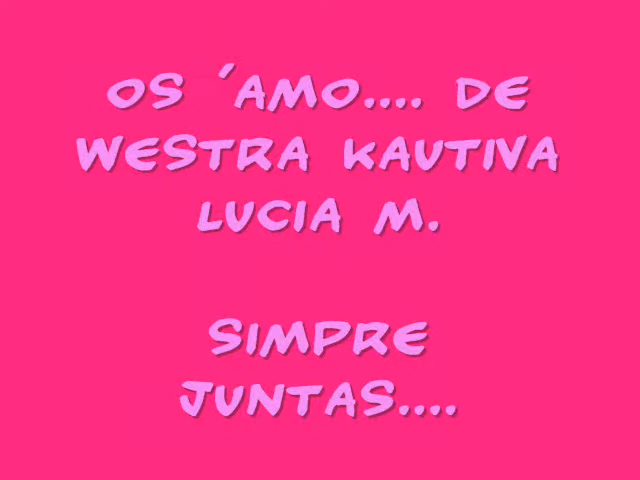 OS ´AMO.... DE
WESTRA KAUTIVA
LUCIA M.
SIMPRE
JUNTAS....